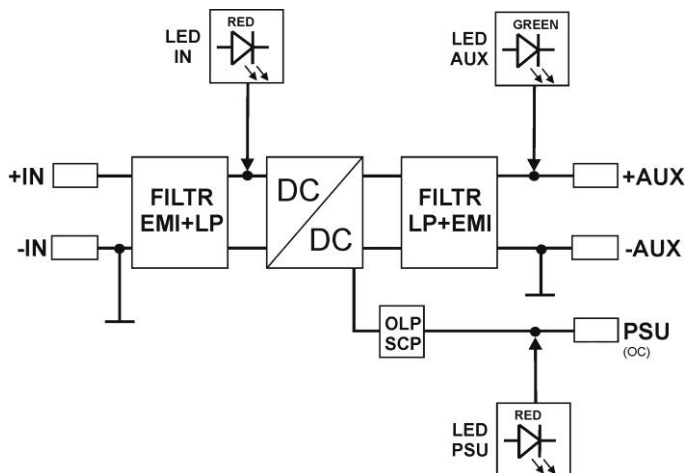 LED
IN
RED
LED
AUX
GREEN
+IN
FILTR
EMI+LP
DC
DC
FILTR
LP+EMI
+AUX
-IN
-AUX
OLP
SCP
PSU
(OC)
LED
PSU
RED